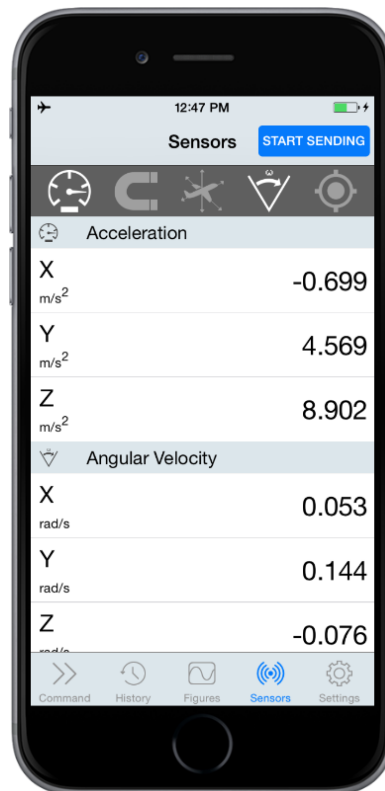 12:47 PM
Sensors START SENDING
ω
Acceleration
X
m/s²
-0.699
Y
m/s²
4.569
Z
m/s²
8.902
Angular Velocity
X
rad/s
0.053
Y
rad/s
0.144
Z
rad/s
-0.076
Command History Figures Sensors Settings